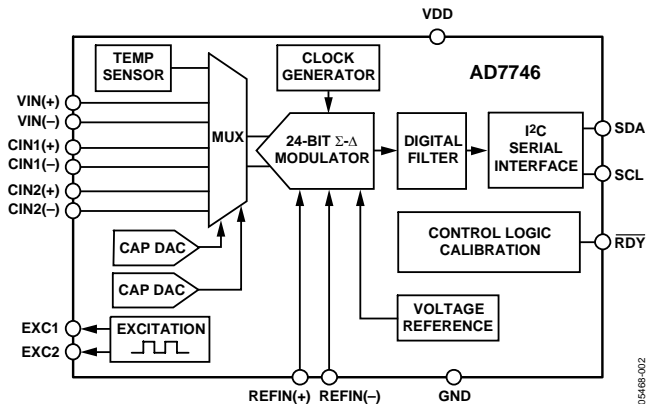 VDD
TEMP
SENSOR
CLOCK
GENERATOR
AD7746
VIN(+)
VIN(–)
CIN1(+)
CIN1(–)
CIN2(+)
CIN2(–)
MUX
24-BIT Σ-Δ
MODULATOR
DIGITAL
FILTER
I²C
SERIAL
INTERFACE
SDA
SCL
CAP DAC
CAP DAC
CONTROL LOGIC
CALIBRATION
RDY
EXC1
EXC2
EXCITATION
VOLTAGE
REFERENCE
REFIN(+)
REFIN(–)
GND
05468-002